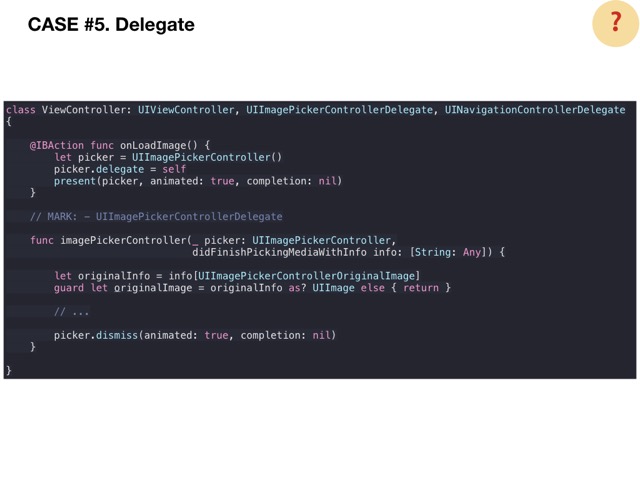 CASE #5. Delegate
?
class ViewController: UIViewController, UIImagePickerControllerDelegate, UINavigationControllerDelegate
{
@IBAction func onLoadImage() {
let picker = UIImagePickerController()
picker.delegate = self
present(picker, animated: true, completion: nil)
}
// MARK: - UIImagePickerControllerDelegate
func imagePickerController(_ picker: UIImagePickerController,
didFinishPickingMediaWithInfo info: [String: Any]) {
let originalInfo = info[UIImagePickerControllerOriginalImage]
guard let originalImage = originalInfo as? UIImage else { return }
// ...
picker.dismiss(animated: true, completion: nil)
}
}